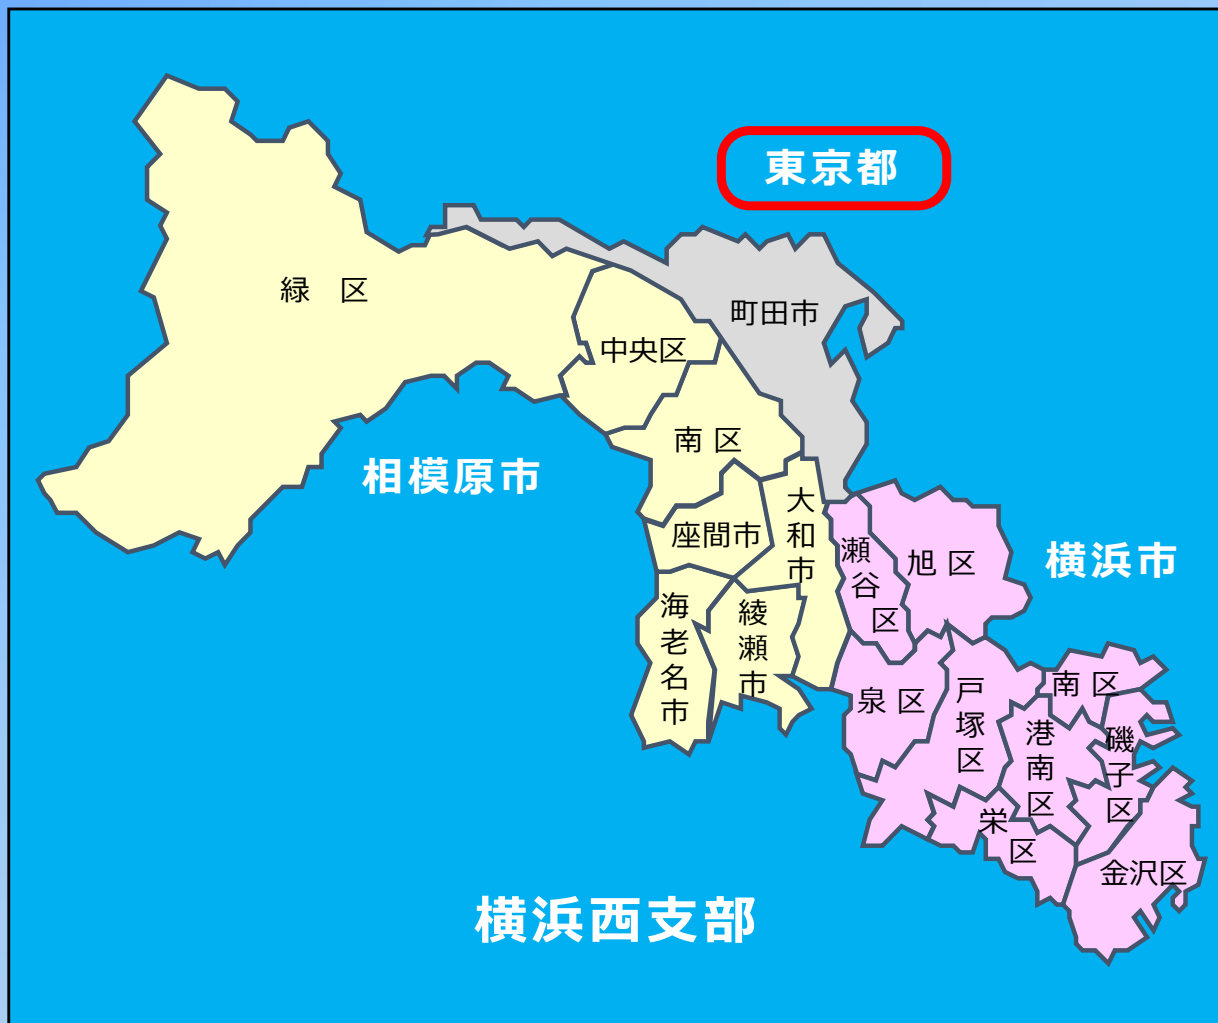 東京都
緑 区
町田市
中央区
南 区
相模原市
大和市
座間市
瀬谷区
旭 区
横浜市
海老名市
綾瀬市
泉 区
戸塚区
南 区
港南区
磯子区
栄区
金沢区
横浜西支部